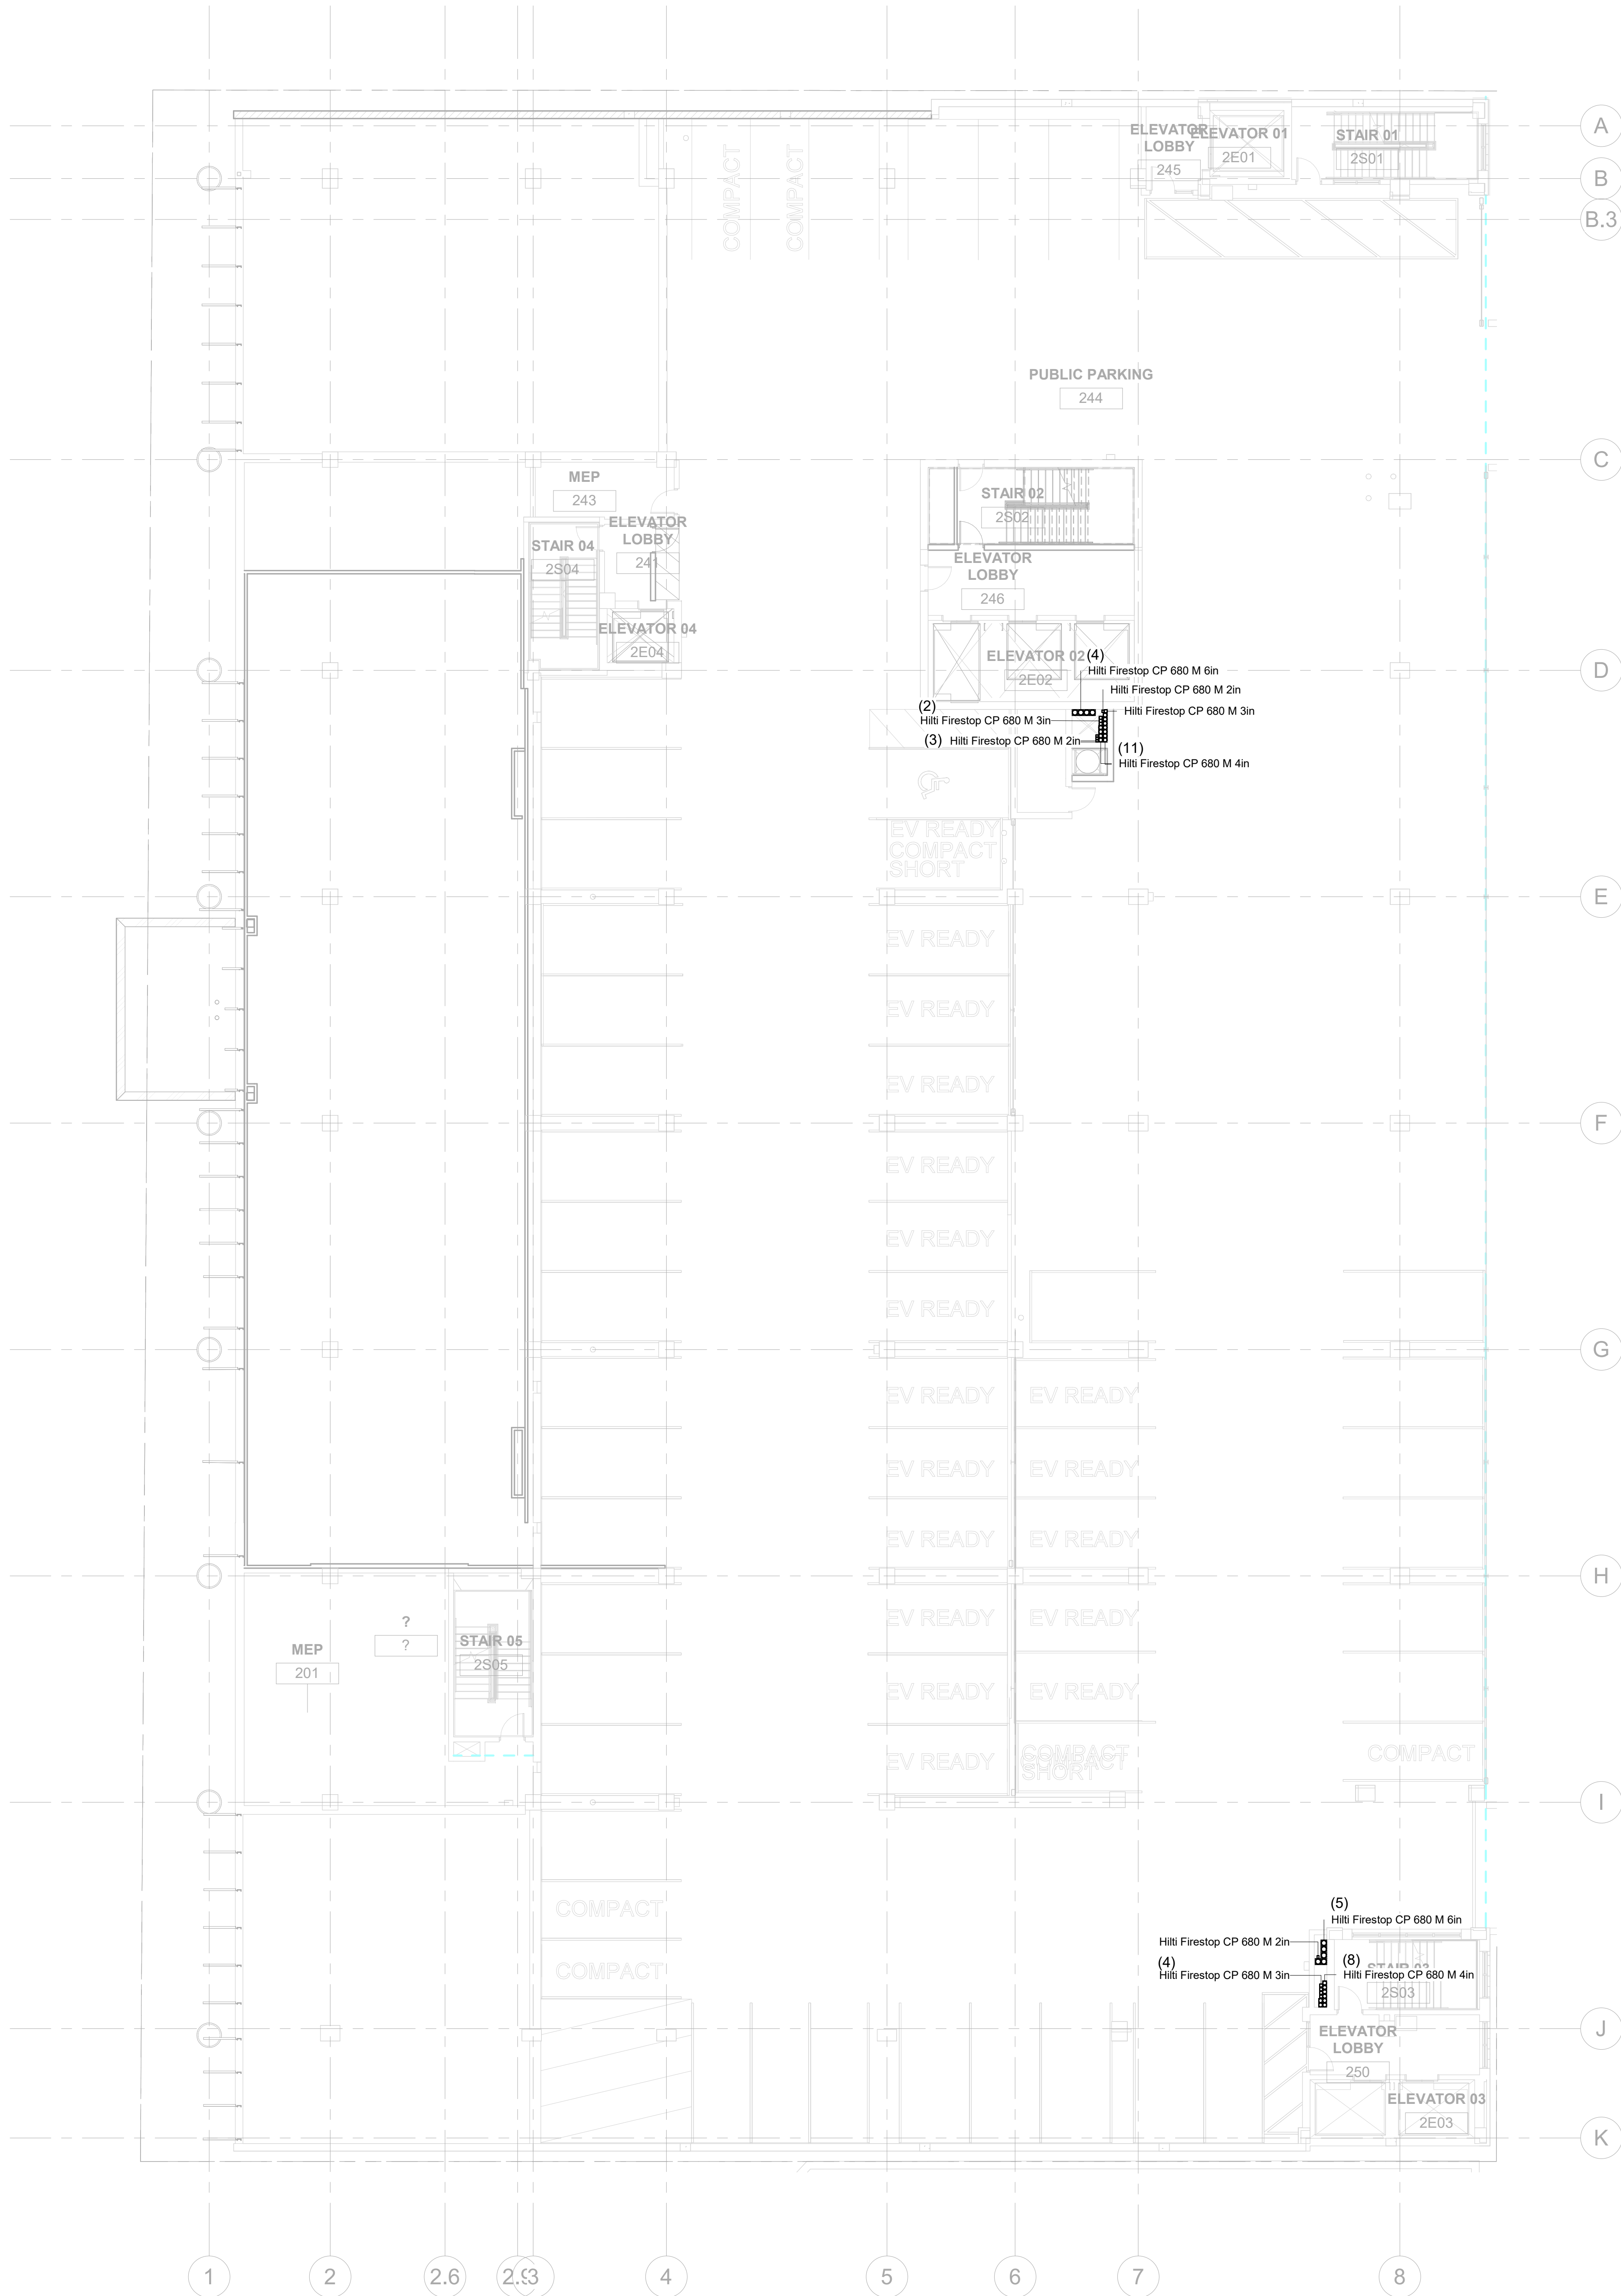 A
ELEVATOR
LOBBY
245
ELEVATOR 01
2E01
STAIR 01
2S01
COMPACT
COMPACT
B
B.3
PUBLIC PARKING
244
C
MEP
243
ELEVATOR
LOBBY
241
STAIR 04
2S04
ELEVATOR 04
2E04
STAIR 02
2S02
ELEVATOR
LOBBY
246
ELEVATOR 02
2E02
D
(4)
Hilti Firestop CP 680 M 6in
Hilti Firestop CP 680 M 2in
(2)
Hilti Firestop CP 680 M 3in
Hilti Firestop CP 680 M 3in
(3) Hilti Firestop CP 680 M 2in
(11)
Hilti Firestop CP 680 M 4in
EV READY
COMPACT
SHORT
E
EV READY
EV READY
EV READY
F
EV READY
EV READY
EV READY
G
EV READY EV READY
EV READY EV READY
EV READY EV READY
H
EV READY EV READY
?
?
MEP
201
STAIR 05
2S05
EV READY EV READY
EV READY
COMPACT
COMPACT
SHORT
COMPACT
I
COMPACT
COMPACT
(5)
Hilti Firestop CP 680 M 6in
Hilti Firestop CP 680 M 2in
(4)
Hilti Firestop CP 680 M 3in
(8)
Hilti Firestop CP 680 M 4in
STAIR 03
2S03
J
ELEVATOR
LOBBY
250
ELEVATOR 03
2E03
K
1 2 2.6 2.9 3 4 5 6 7 8